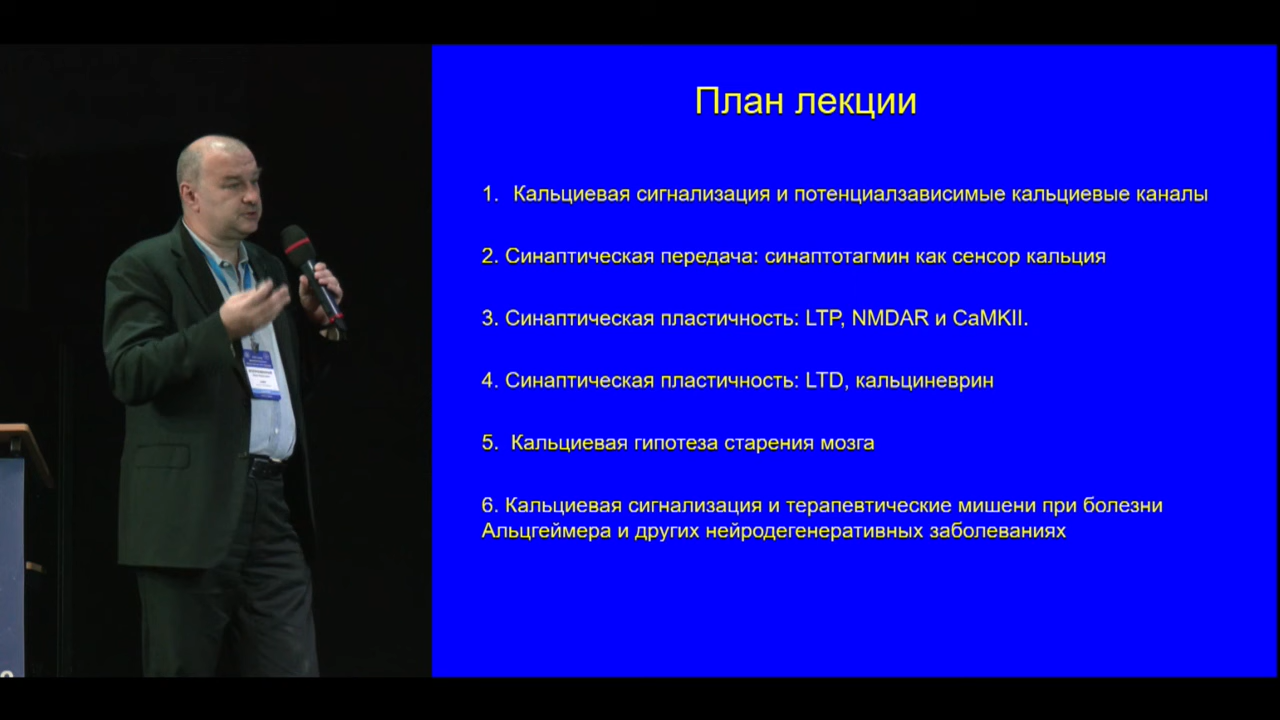 План лекции
1. Кальциевая сигнализация и потенциалзависимые кальциевые каналы
2. Синаптическая передача: синаптотагмин как сенсор кальция
3. Синаптическая пластичность: LTP, NMDAR и CaMKII.
4. Синаптическая пластичность: LTD, кальциневрин
5. Кальциевая гипотеза старения мозга
6. Кальциевая сигнализация и терапевтические мишени при болезни
Альцгеймера и других нейродегенеративных заболеваниях